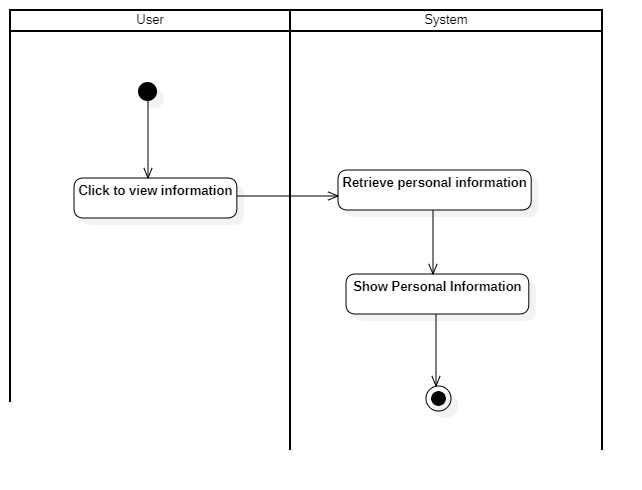 User
System
Click to view information
Retrieve personal information
Show Personal Information